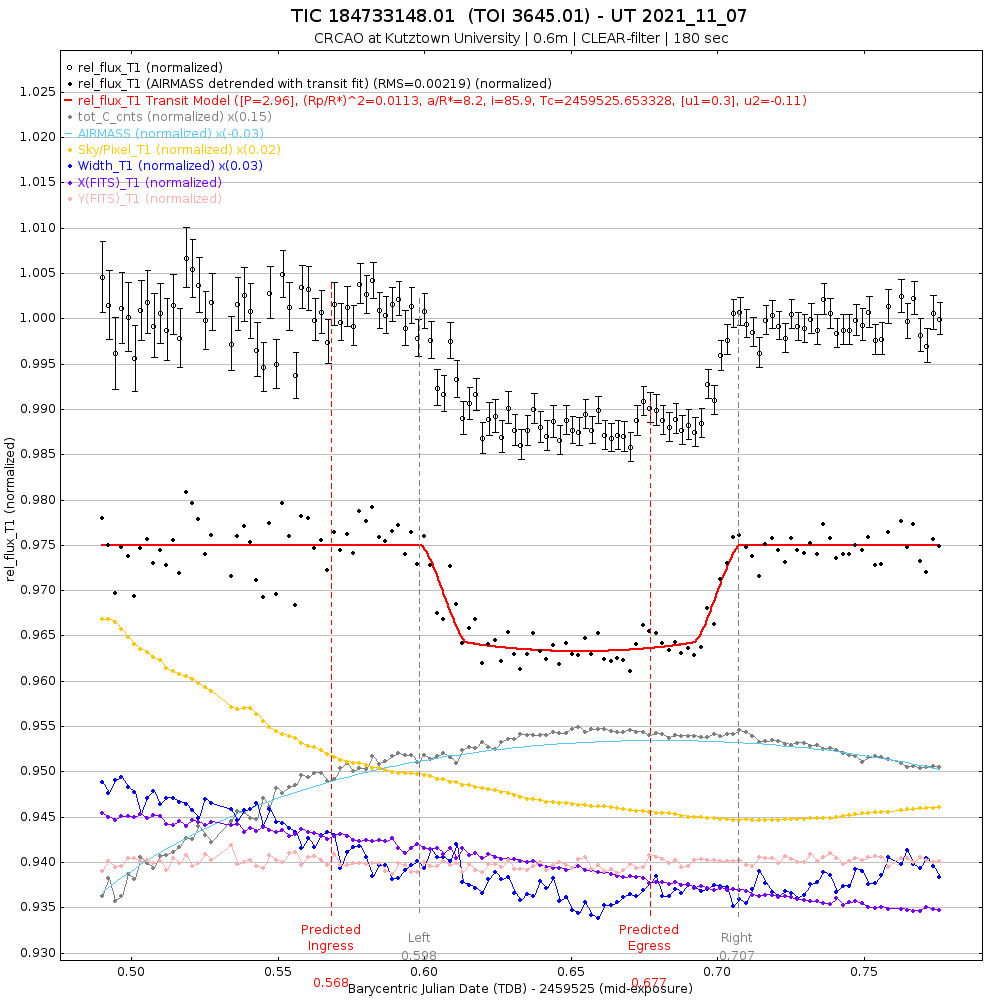 TIC 184733148.01 (TOI 3645.01) - UT 2021_11_07
CRCAO at Kutztown University | 0.6m | CLEAR-filter | 180 sec
rel_flux_T1 (normalized)
rel_flux_T1 (AIRMASS detrended with transit fit) (RMS=0.00219) (normalized)
rel_flux_T1 Transit Model ([P=2.96], (Rp/R*)^2=0.0113, a/R*=8.2, i=85.9, Tc=2459525.653328, [u1=0.3], u2=-0.11)
tot_C_cnts (normalized) x(0.15)
AIRMASS (normalized) x(-0.03)
Sky/Pixel_T1 (normalized) x(0.02)
Width_T1 (normalized) x(0.03)
X(FITS)_T1 (normalized)
Y(FITS)_T1 (normalized)
1.025
1.020
1.015
1.010
1.005
1.000
0.995
0.990
0.985
0.980
0.975
0.970
0.965
0.960
0.955
0.950
0.945
0.940
0.935
0.930
rel_flux_T1 (normalized)
Predicted
Ingress
0.568
Left
0.598
Predicted
Egress
0.677
Right
0.707
0.50 0.55 0.60 0.65 0.70 0.75
Barycentric Julian Date (TDB) - 2459525 (mid-exposure)